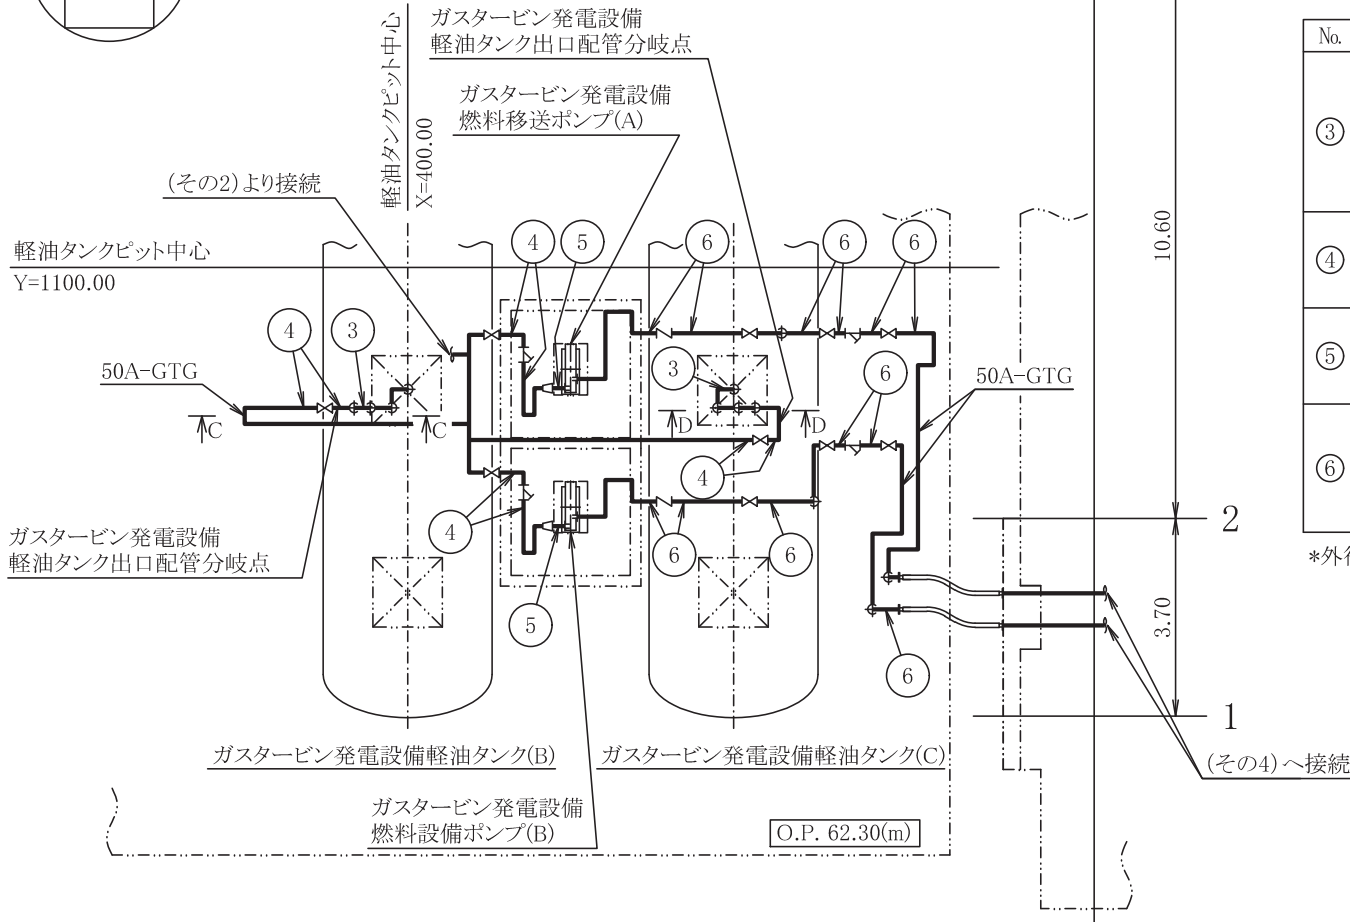 ガスタービン発電設備
軽油タンク出口配管分岐点
No.
軽油タンクピット中心
X=400.00
ガスタービン発電設備
燃料移送ポンプ(A)
③
(その2)より接続
軽油タンクピット中心
Y=1100.00
4
5
6
6
6
10.60
④
4
3
⑤
50A-GTG
3
6
50A-GTG
C
C
D
D
4
⑥
ガスタービン発電設備
軽油タンク出口配管分岐点
4
6
6
2
*外径
5
3.70
6
1
ガスタービン発電設備軽油タンク(B)
ガスタービン発電設備軽油タンク(C)
(その4)へ接続
ガスタービン発電設備
燃料設備ポンプ(B)
O.P. 62.30(m)